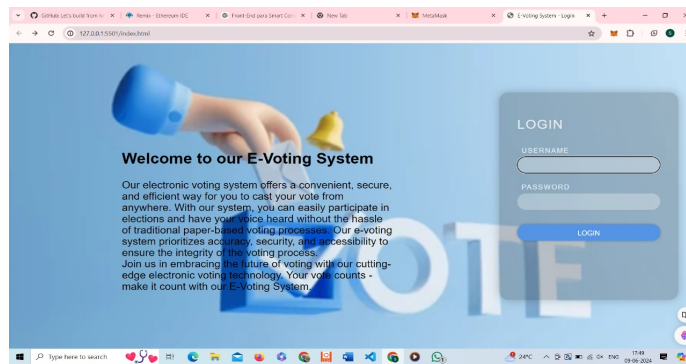 GitHub: Let's build from he
Remix - Ethereum IDE
Front-End para Smart Con
New Tab
MetaMask
E-Voting System - Login
127.0.0.1:5501/index.html
Welcome to our E-Voting System
Our electronic voting system offers a convenient, secure,
and efficient way for you to cast your vote from
anywhere. With our system, you can easily participate in
elections and have your voice heard without the hassle
of traditional paper-based voting processes. Our e-voting
system prioritizes accuracy, security, and accessibility to
ensure the integrity of the voting process.
Join us in embracing the future of voting with our cutting-
edge electronic voting technology. Your vote counts -
make it count with our E-Voting System.
VOTE
LOGIN
USERNAME
PASSWORD
LOGIN
Type here to search
24°C
ENG
17:49
09-06-2024